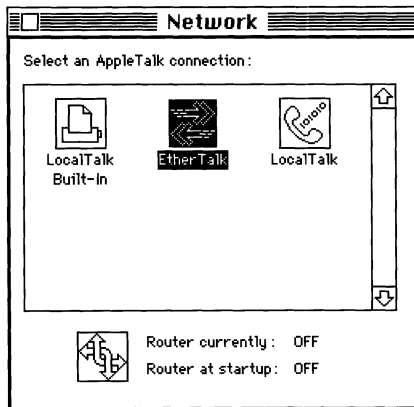 Network
Select an AppleTalk connection:
LocalTalk
Built-In
EtherTalk
LocalTalk
Router currently: OFF
Router at startup: OFF